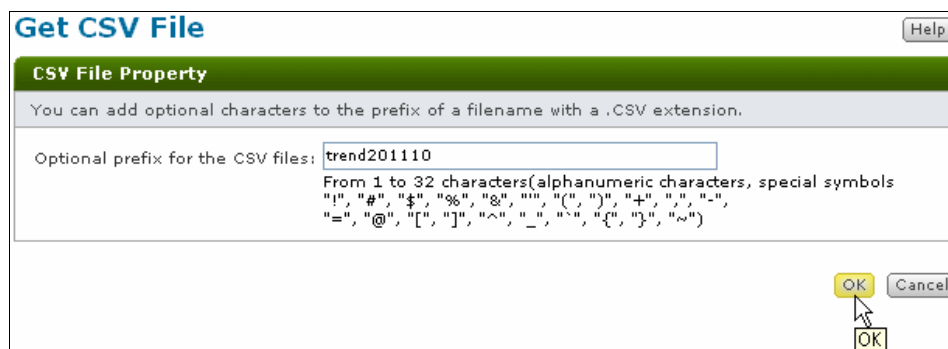 Get CSV File
Help
CSV File Property
You can add optional characters to the prefix of a filename with a .CSV extension.
Optional prefix for the CSV files: trend201110
From 1 to 32 characters(alphanumeric characters, special symbols
"!", "#", "$", "%", "&", "'", "(", ")", "+", ",", "-",
"=", "@", "[", "]", "^", "_", "`", "{", "}", "~")
OK Cancel
OK